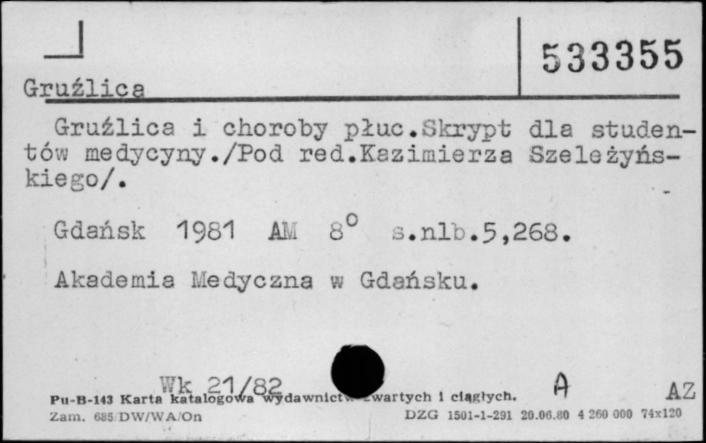 533355
Gruźlica
Gruźlica i choroby płuc.Skrypt dla studen-
tów medycyny./Pod red.Kazimierza Szeleżyńs-
kiego/.
Gdańsk 1981 AM 8° s.nlb.5,268.
Akademia Medyczna w Gdańsku.
Wk 21/82
A
Pu-B-143 Karta katalogowa wydawnictw zwartych i ciągłych.
AZ
Zam. 685/DW/WA/On DZG 1501-1-291 20.06.80 4 260 000 74x120